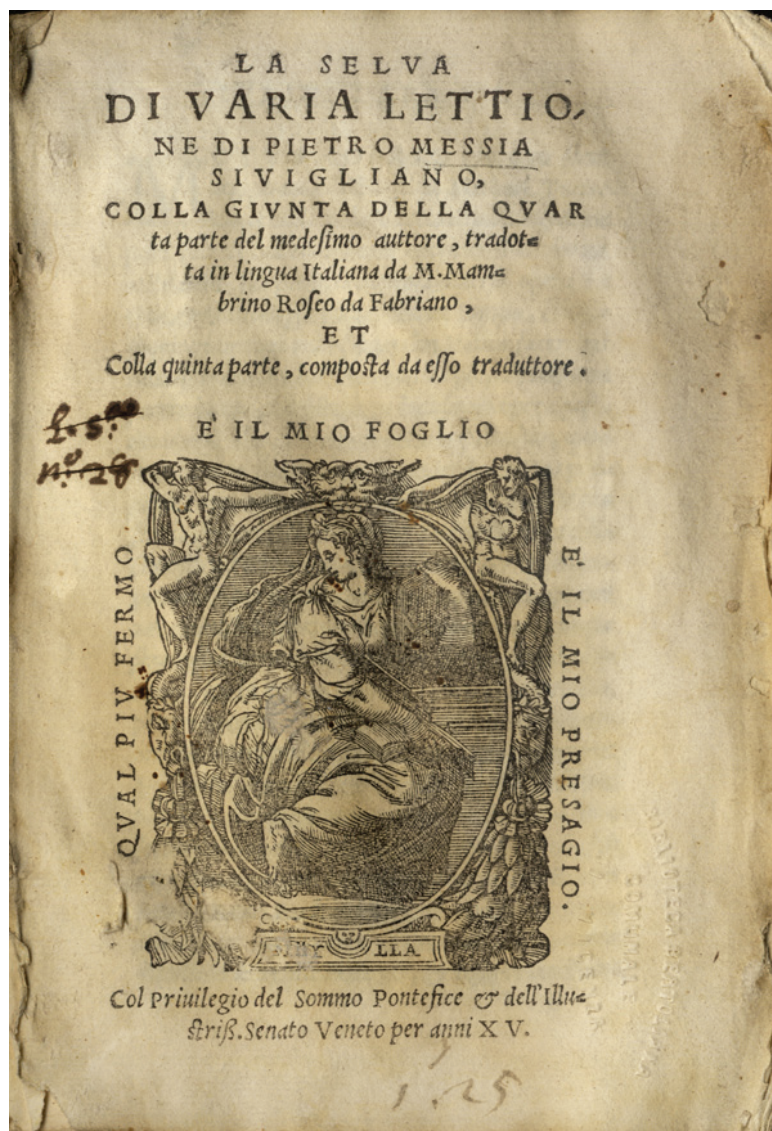 LA SELVA
DI VARIA LETTIO,
NE DI PIETRO MESSIA
SIVIGLIANO,
COLLA GIVNTA DELLA QVAR
ta parte del medeſimo auttore, tradot=
ta in lingua Italiana da M.Mam=
brino Roſeo da Fabriano,
ET
Colla quinta parte, compoſta da eſſo traduttore.
E' IL MIO FOGLIO
QVAL PIV FERMO
E' IL MIO PRESAGIO.
LLA
Col Priuilegio del Sommo Pontefice & dell'Illu=
ſtriß.Senato Veneto per anni XV.
1.25